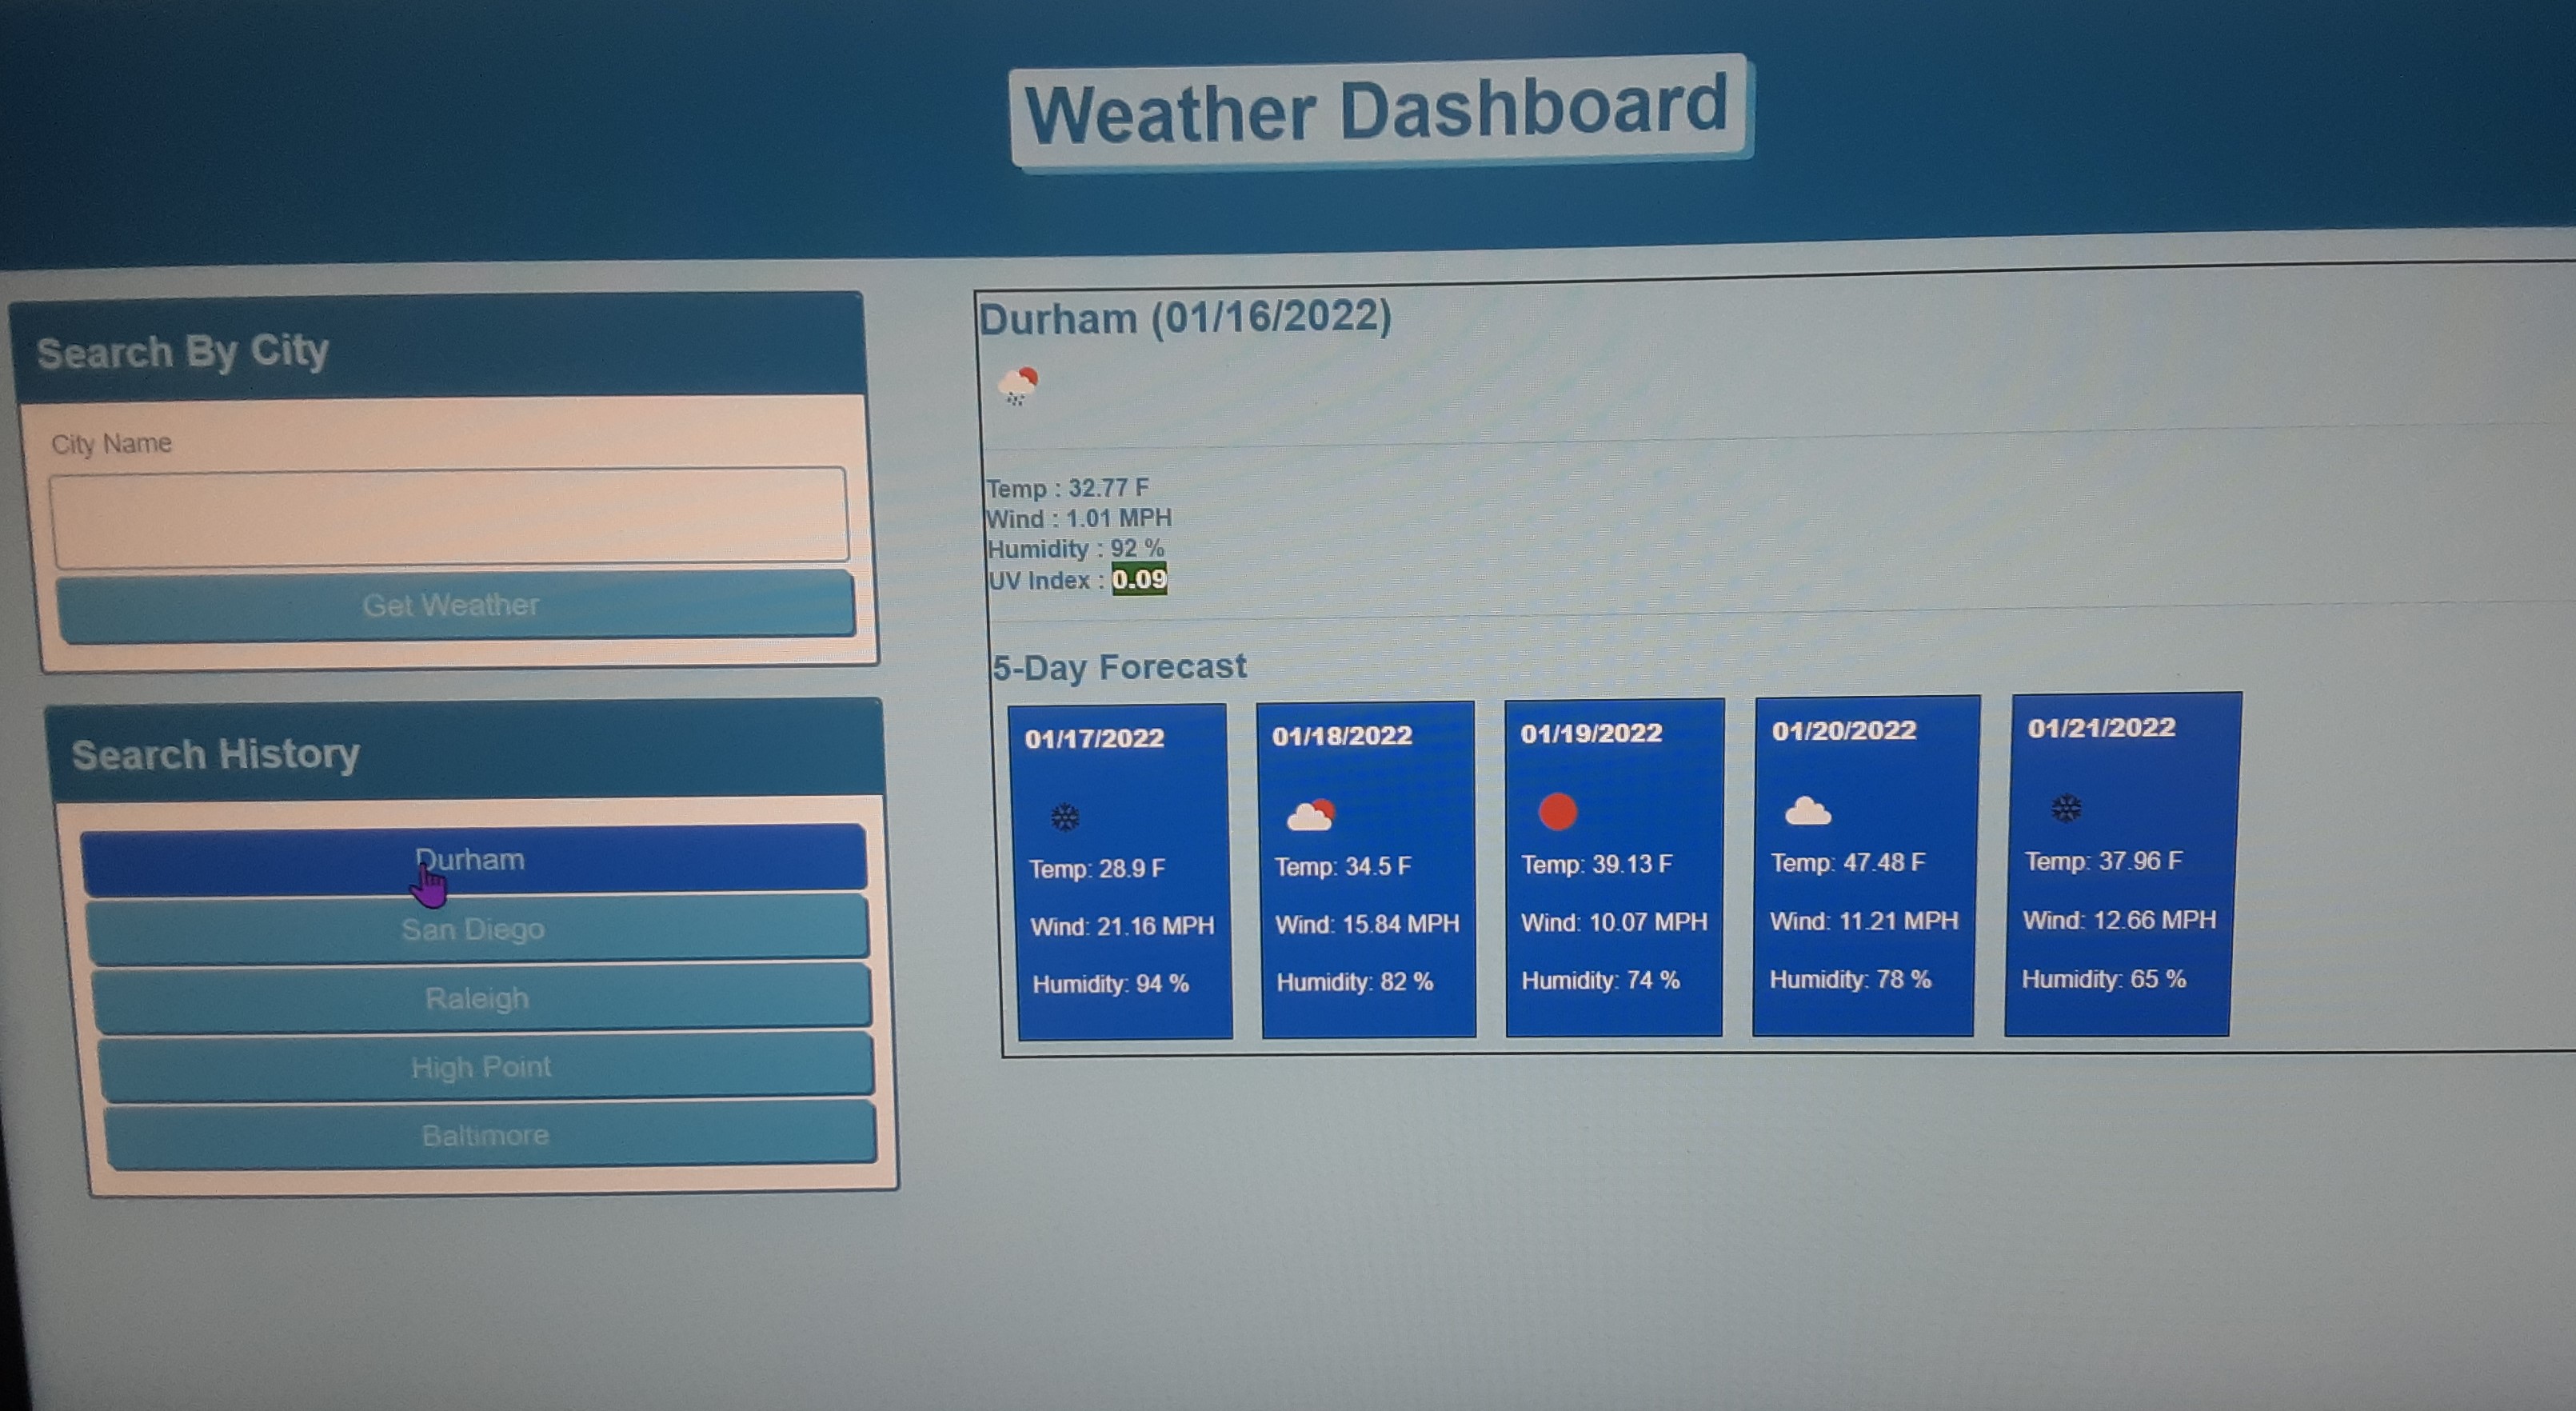 Weather Dashboard
Search By City
City Name
Get Weather
Search History
Durham
San Diego
Raleigh
High Point
Baltimore
Durham (01/16/2022)
Temp : 32.77 F
Wind : 1.01 MPH
Humidity : 92 %
UV Index : 0.09
5-Day Forecast
01/17/2022
Temp: 28.9 F
Wind: 21.16 MPH
Humidity: 94 %
01/18/2022
Temp: 34.5 F
Wind: 15.84 MPH
Humidity: 82 %
01/19/2022
Temp: 39.13 F
Wind: 10.07 MPH
Humidity: 74 %
01/20/2022
Temp: 47.48 F
Wind: 11.21 MPH
Humidity: 78 %
01/21/2022
Temp: 37.96 F
Wind: 12.66 MPH
Humidity: 65 %